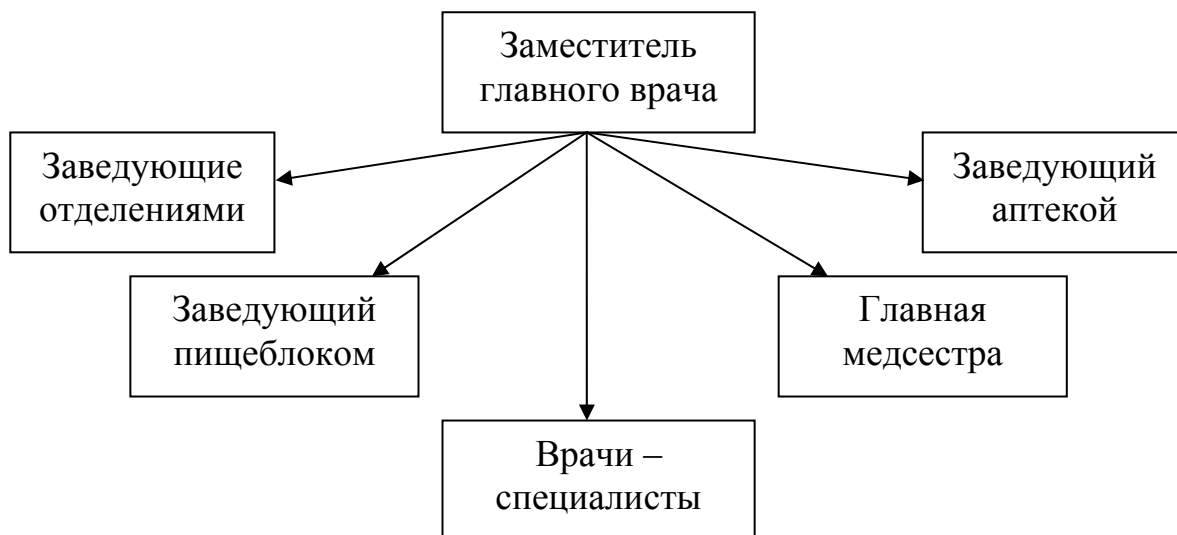 Заместитель
главного врача
Заведующие
отделениями
Заведующий
аптекой
Заведующий
пищеблоком
Главная
медсестра
Врачи –
специалисты